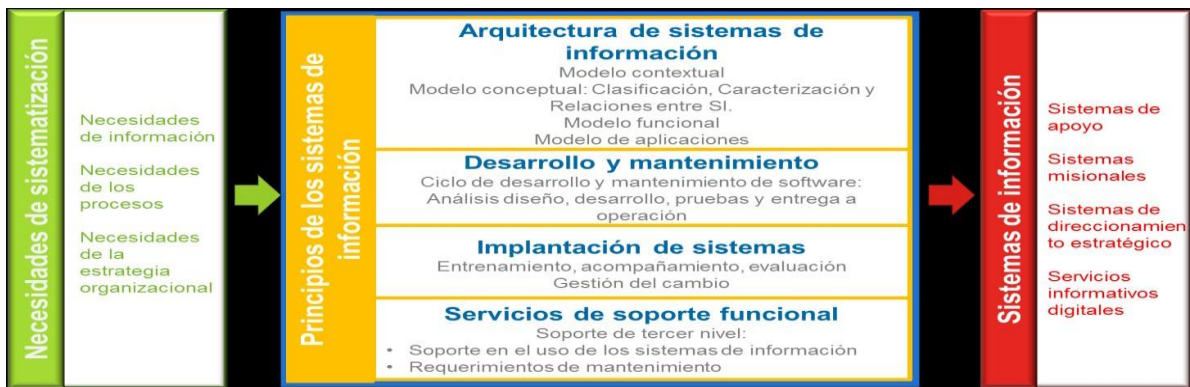 Necesidades de sistematización
Necesidades
de información
Necesidades
de los
procesos
Necesidades
de la
estrategia
organizacional
Principios de los sistemas de
información
Arquitectura de sistemas de
información
Modelo contextual
Modelo conceptual: Clasificación, Caracterización y
Relaciones entre SI.
Modelo funcional
Modelo de aplicaciones
Desarrollo y mantenimiento
Ciclo de desarrollo y mantenimiento de software:
Análisis diseño, desarrollo, pruebas y entrega a
operación
Implantación de sistemas
Entrenamiento, acompañamiento, evaluación
Gestión del cambio
Servicios de soporte funcional
Soporte de tercer nivel:
• Soporte en el uso de los sistemas de información
• Requerimientos de mantenimiento
Sistemas de información
Sistemas de
apoyo
Sistemas
misionales
Sistemas de
direccionamien
to estratégico
Servicios
informativos
digitales